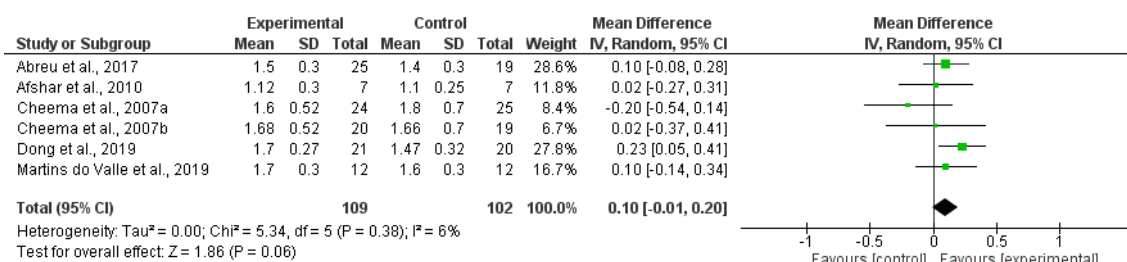 Experimental Control Mean Difference Mean Difference
Study or Subgroup Mean SD Total Mean SD Total Weight IV, Random, 95% CI IV, Random, 95% CI
Abreu et al., 2017 1.5 0.3 25 1.4 0.3 19 28.6% 0.10 [-0.08, 0.28]
Afshar et al., 2010 1.12 0.3 7 1.1 0.25 7 11.8% 0.02 [-0.27, 0.31]
Cheema et al., 2007a 1.6 0.52 24 1.8 0.7 25 8.4% -0.20 [-0.54, 0.14]
Cheema et al., 2007b 1.68 0.52 20 1.66 0.7 19 6.7% 0.02 [-0.37, 0.41]
Dong et al., 2019 1.7 0.27 21 1.47 0.32 20 27.8% 0.23 [0.05, 0.41]
Martins do Valle et al., 2019 1.7 0.3 12 1.6 0.3 12 16.7% 0.10 [-0.14, 0.34]
Total (95% CI) 109 102 100.0% 0.10 [-0.01, 0.20]
Heterogeneity: Tau² = 0.00; Chi² = 5.34, df = 5 (P = 0.38); I² = 6%
Test for overall effect: Z = 1.86 (P = 0.06)
-1 -0.5 0 0.5 1
Favours [control] Favours [experimental]